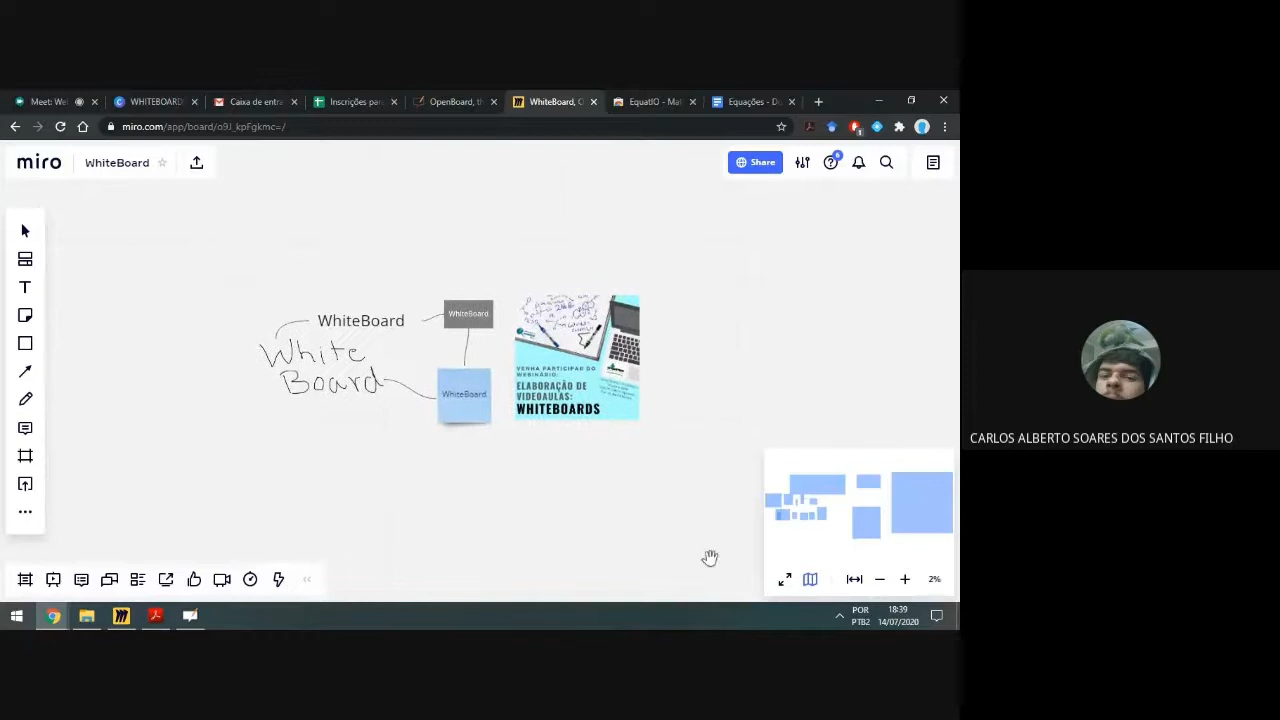 Meet: Wel
WHITEBOARD
Caixa de entra
Inscrições para
OpenBoard, th
WhiteBoard, O
EquatIO - Mat
Equações - Do
miro.com/app/board/o9J_kpFgkmc=/
miro
WhiteBoard
Share
WhiteBoard
WhiteBoard
White
Board
WhiteBoard
VENHA PARTICIPAR DO
WEBINÁRIO:
ELABORAÇÃO DE
VIDEOAULAS:
WHITEBOARDS
CARLOS ALBERTO SOARES DOS SANTOS FILHO
2%
POR
PTB2
18:39
14/07/2020